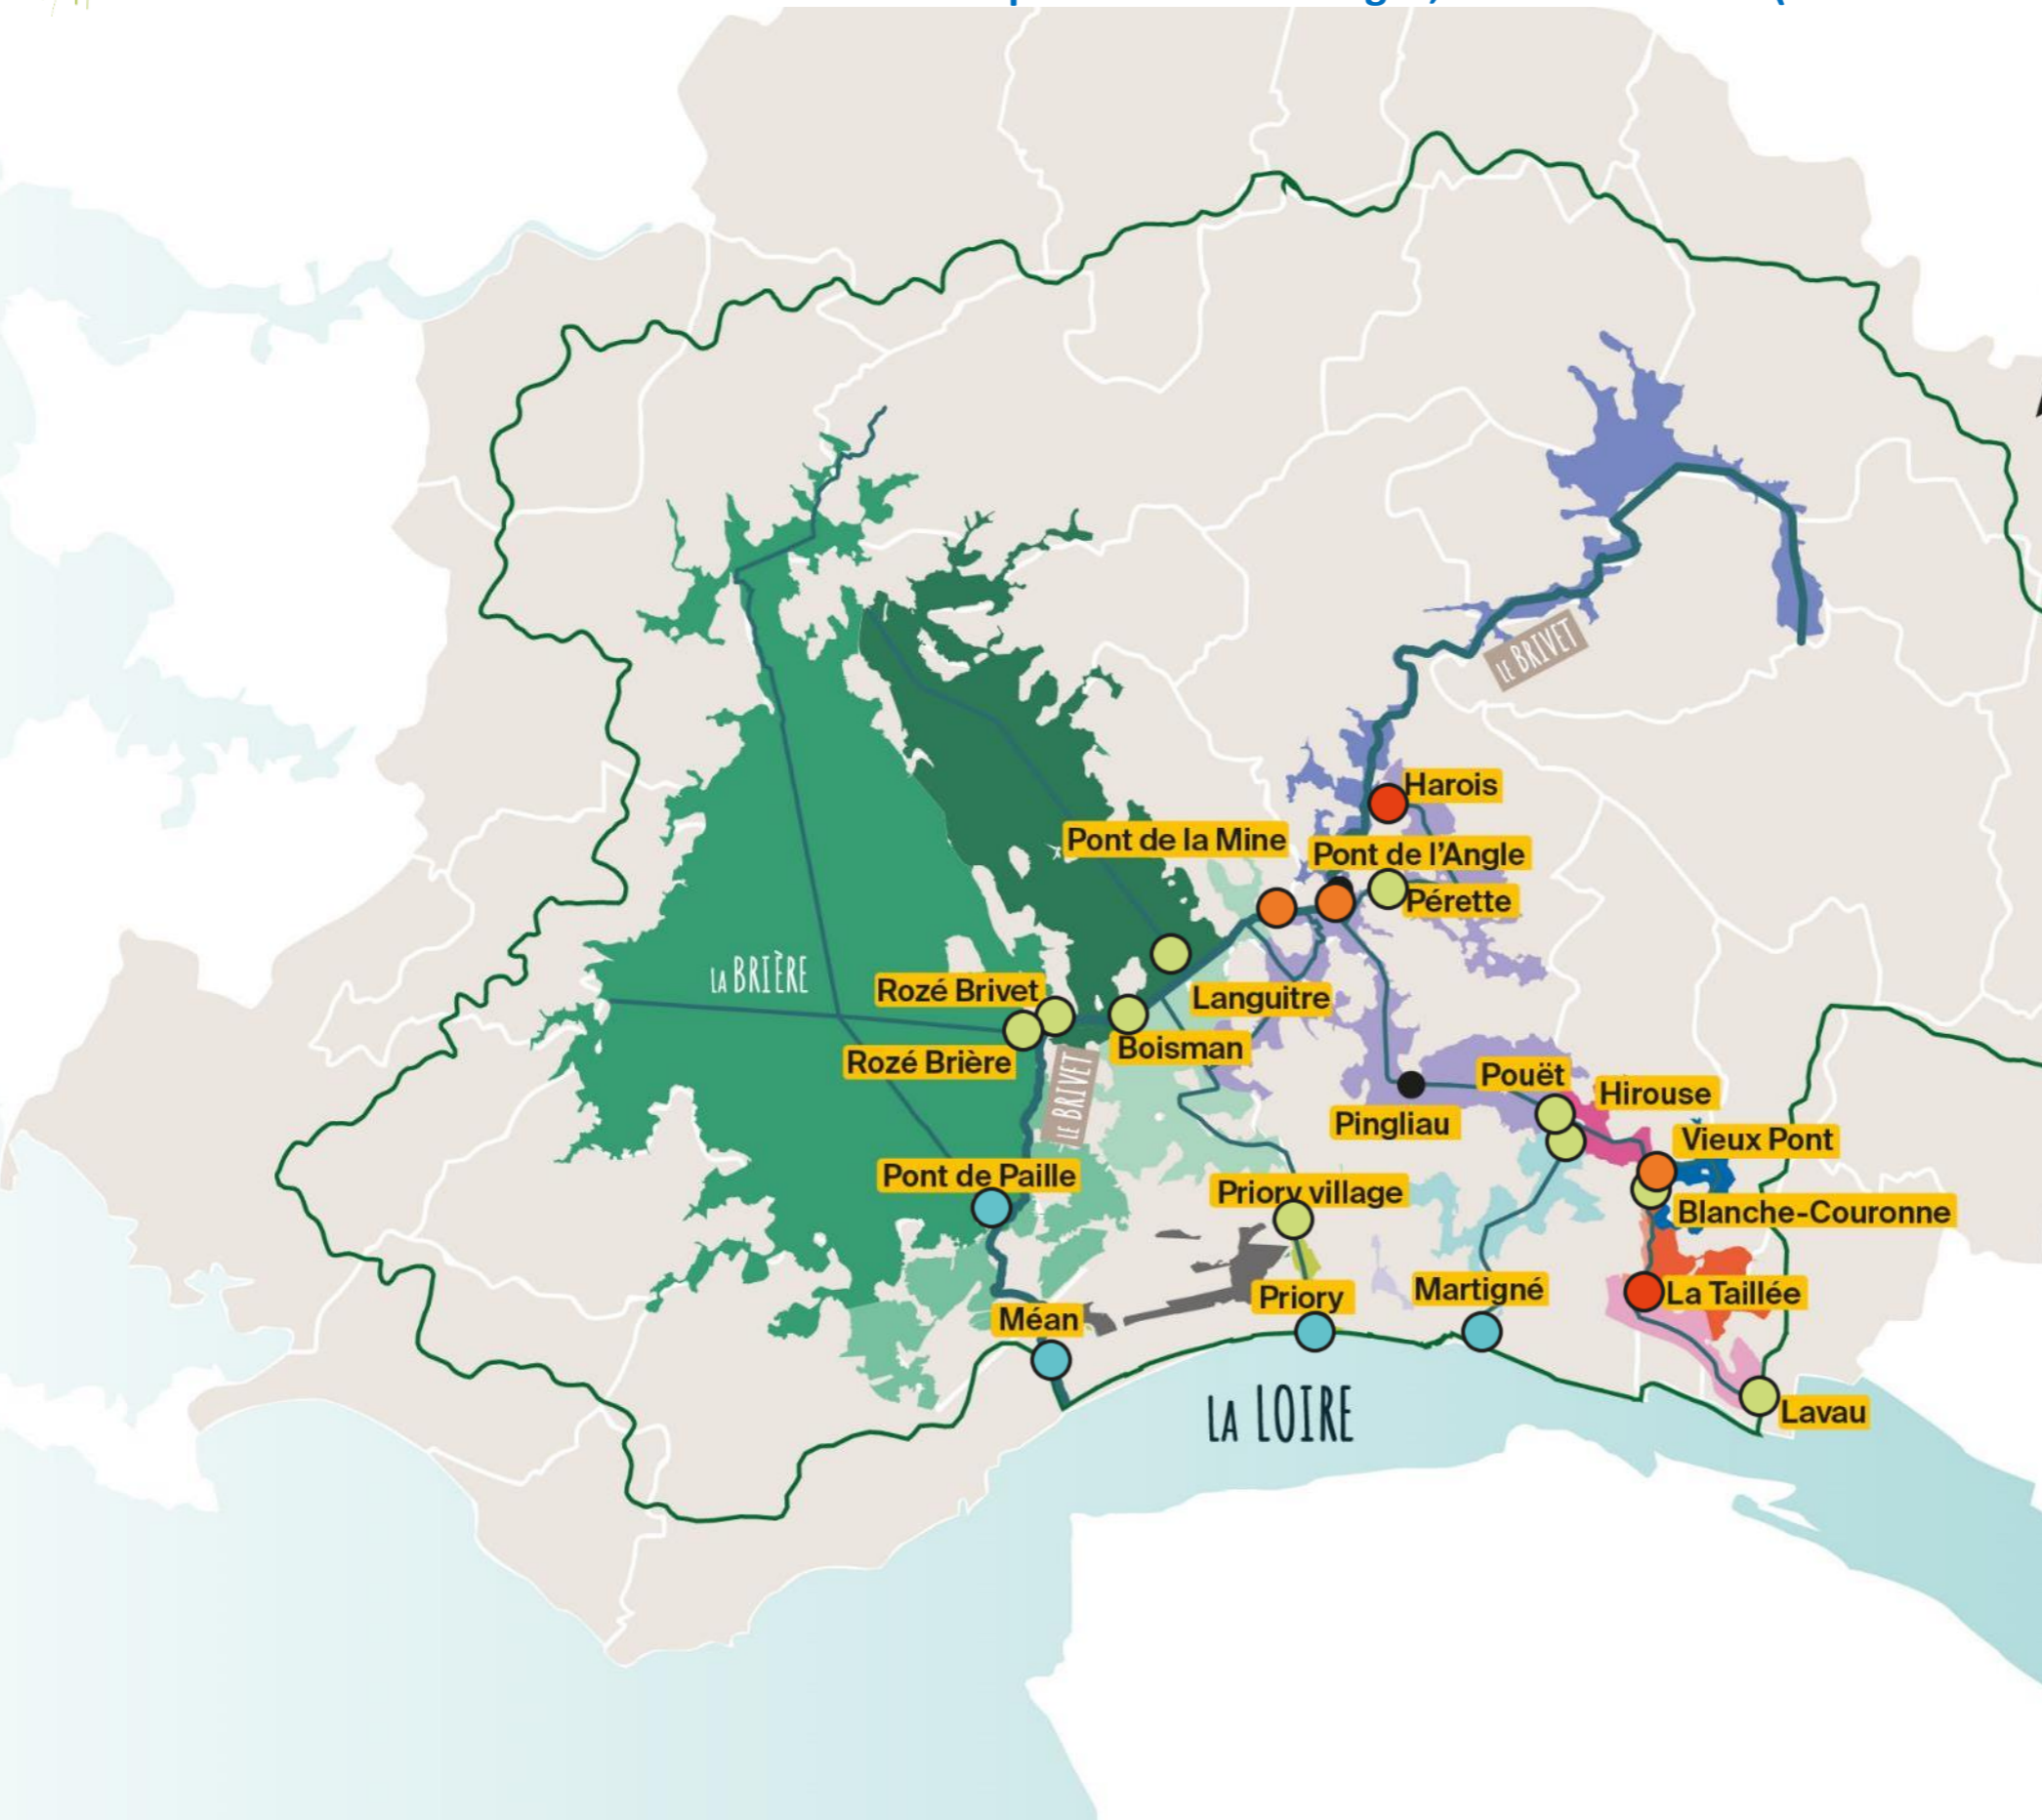 LE BRIVET
Harois
Pont de la Mine
Pont de l'Angle
Pérette
LA BRIÈRE
Rozé Brivet
Languitre
Boisman
Rozé Brière
LE BRIVET
Pouët
Hirouse
Pingliau
Vieux Pont
Pont de Paille
Priory village
Blanche-Couronne
Martigné
La Taillée
Priory
Méan
LA LOIRE
Lavau